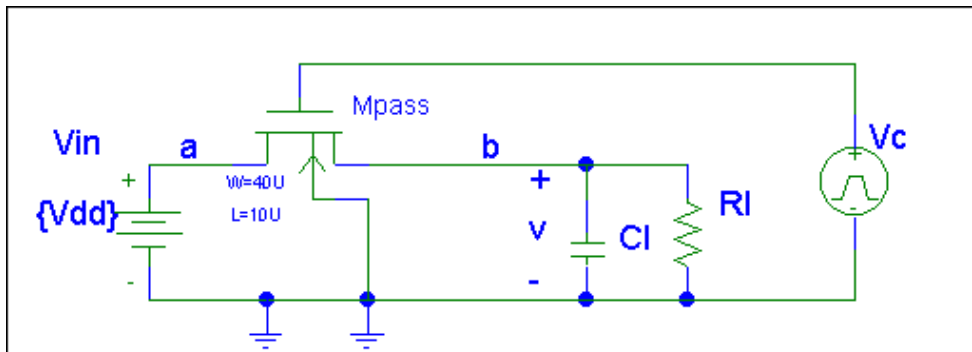 Mpass
Vin
a
b
Vc
+
W=40U
L=10U
{Vdd}
+
v
-
Cl
Rl
+
-
-